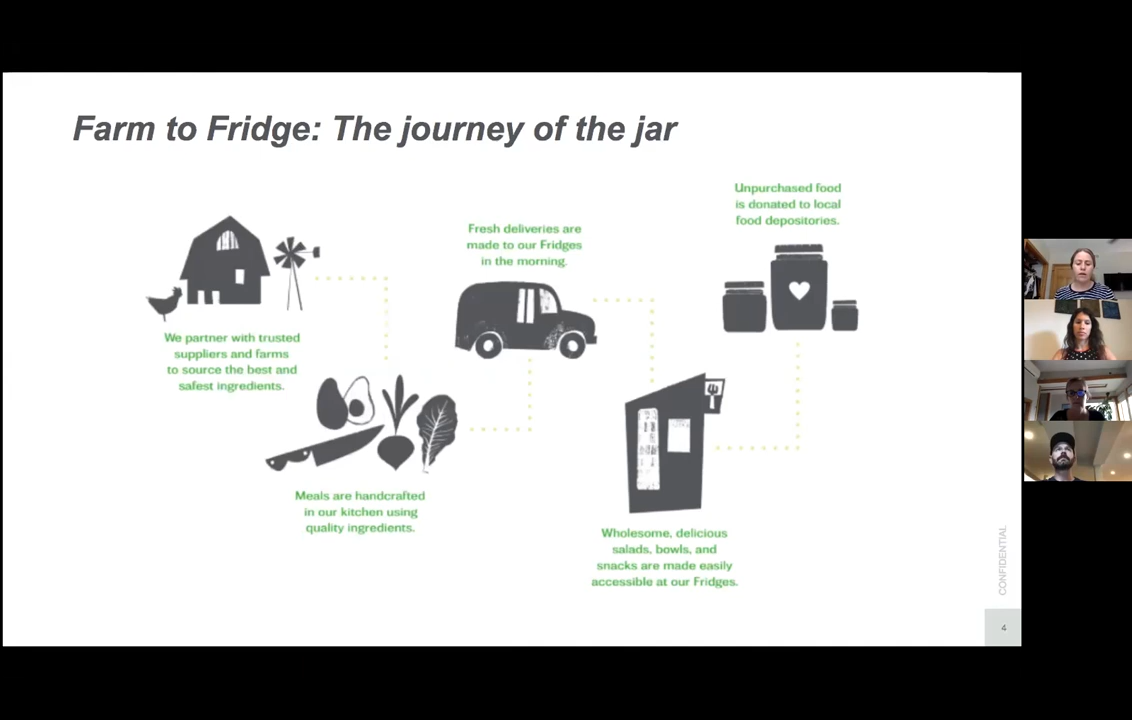 Farm to Fridge: The journey of the jar
We partner with trusted
suppliers and farms
to source the best and
safest ingredients.
Meals are handcrafted
in our kitchen using
quality ingredients.
Fresh deliveries are
made to our Fridges
in the morning.
Wholesome, delicious
salads, bowls, and
snacks are made easily
accessible at our Fridges.
Unpurchased food
is donated to local
food depositories.
CONFIDENTIAL
4